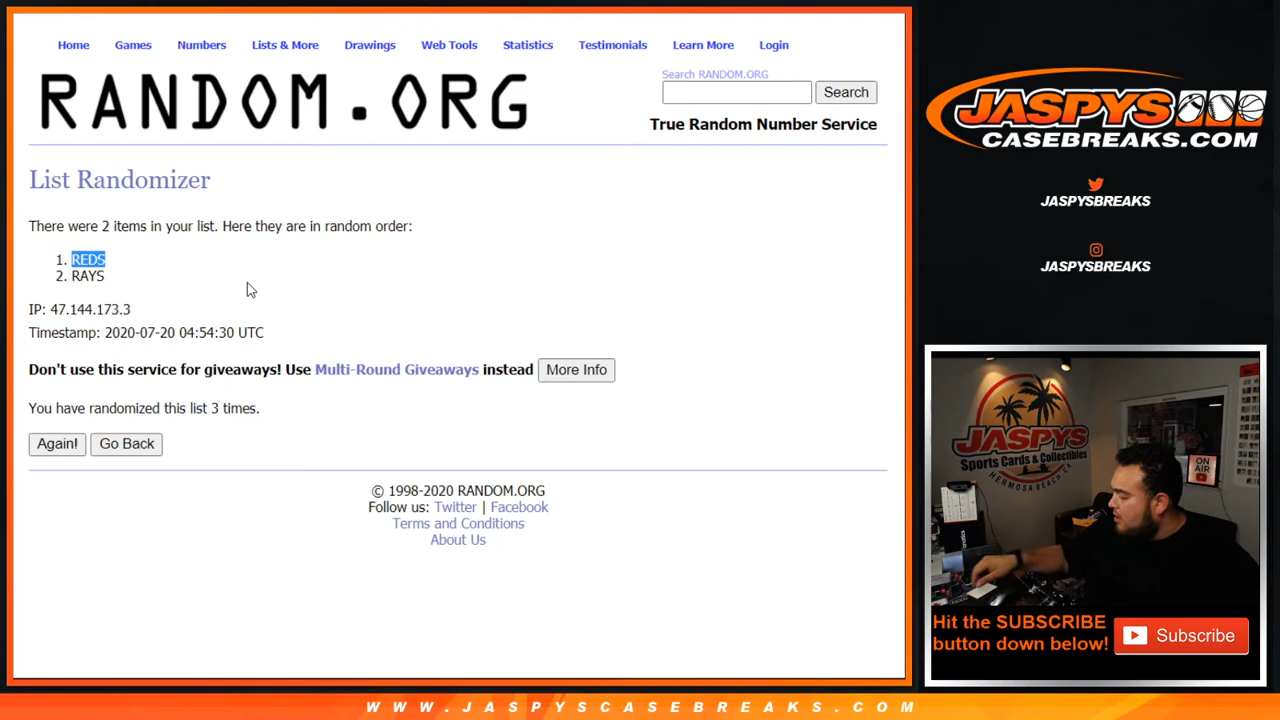 Home Games Numbers Lists & More Drawings Web Tools Statistics Testimonials Learn More Login
RANDOM.ORG
Search RANDOM.ORG
Search
True Random Number Service
List Randomizer
There were 2 items in your list. Here they are in random order:
1. REDS
2. RAYS
IP: 47.144.173.3
Timestamp: 2020-07-20 04:54:30 UTC
Don't use this service for giveaways! Use Multi-Round Giveaways instead More Info
You have randomized this list 3 times.
Again! Go Back
© 1998-2020 RANDOM.ORG
Follow us: Twitter | Facebook
Terms and Conditions
About Us
JASPYS
CASEBREAKS.COM
JASPYSBREAKS
JASPYSBREAKS
JASPYS
Sports Cards & Collectibles
HERMOSA BEACH CA
ON
AIR
Hit the SUBSCRIBE
button down below!
Subscribe
WWW.JASPYSCASEBREAKS.COM